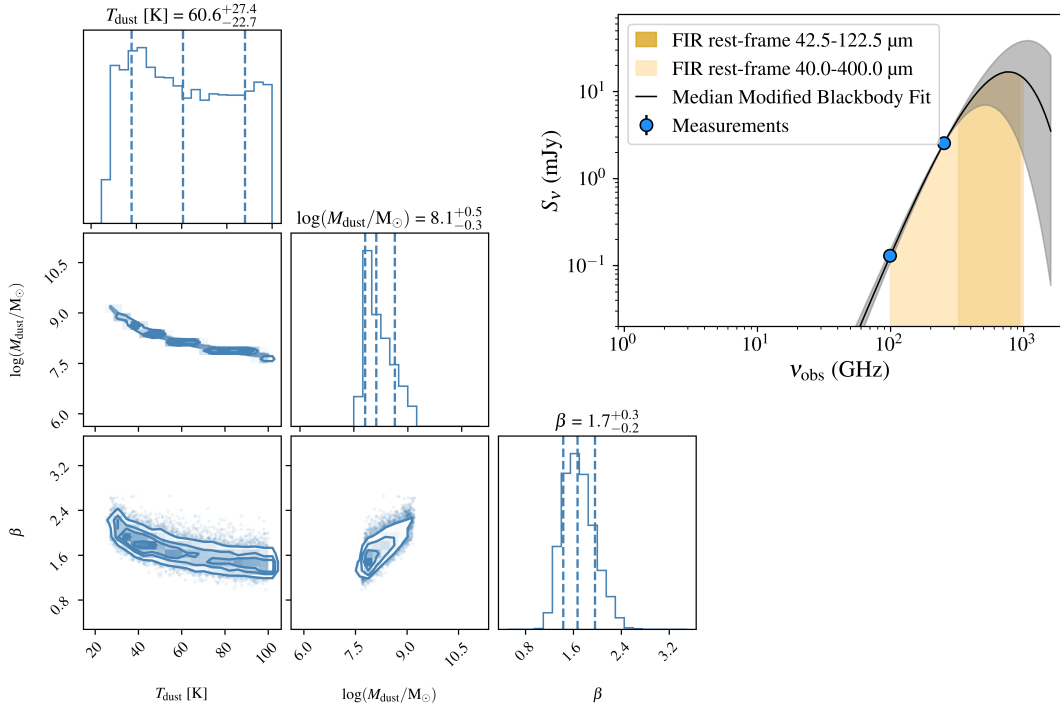 T_dust [K] = 60.6^{+27.4}_{-22.7}
FIR rest-frame 42.5-122.5 μm
FIR rest-frame 40.0-400.0 μm
Median Modified Blackbody Fit
Measurements
S_ν (mJy)
10^1
10^0
10^{-1}
10^0 10^1 10^2 10^3
ν_obs (GHz)
log(M_dust/M_☉) = 8.1^{+0.5}_{-0.3}
log(M_dust/M_☉)
10.5
9.0
7.5
6.0
β = 1.7^{+0.3}_{-0.2}
β
3.2
2.4
1.6
0.8
20 40 60 80 100
6.0 7.5 9.0 10.5
0.8 1.6 2.4 3.2
T_dust [K]
log(M_dust/M_☉)
β